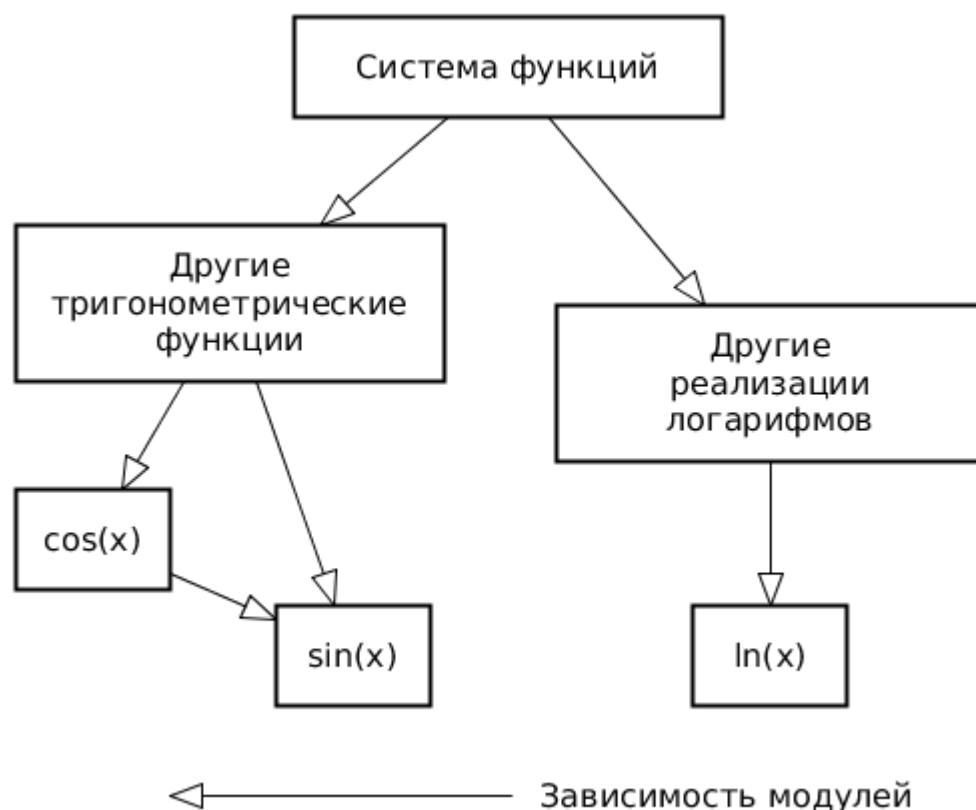 Система функций
Другие
тригонометрические
функции
Другие
реализации
логарифмов
cos(x)
sin(x)
ln(x)
Зависимость модулей